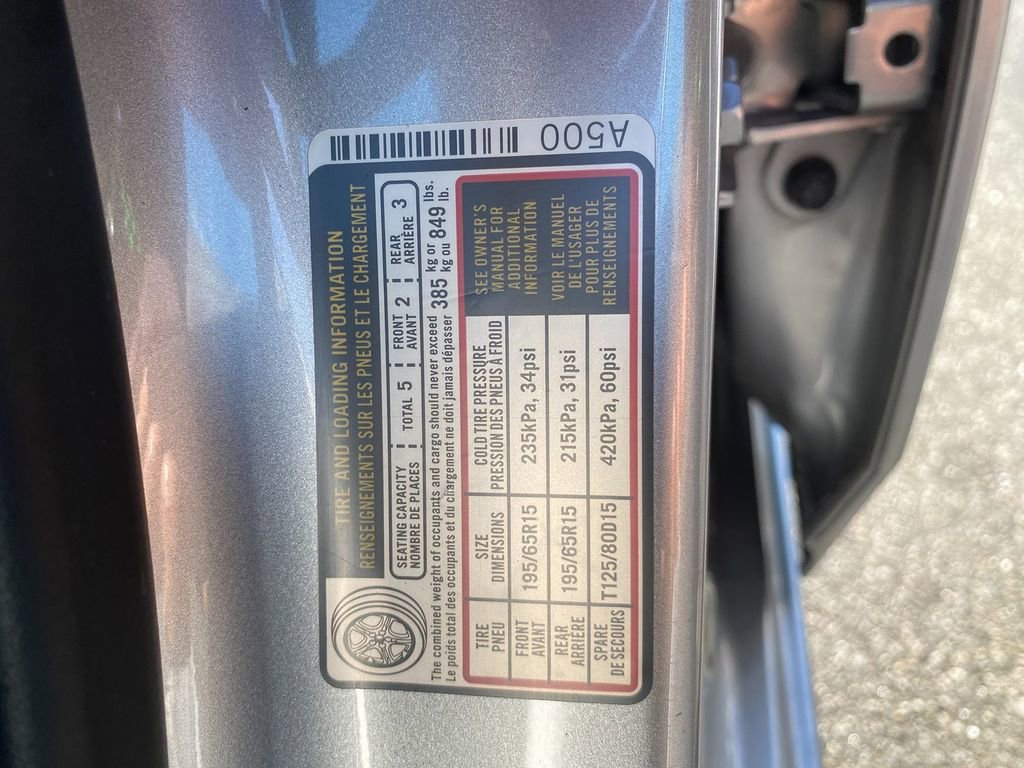 TIRE AND LOADING INFORMATION
RENSEIGNEMENTS SUR LES PNEUS ET LE CHARGEMENT
SEATING CAPACITY
NOMBRE DE PLACES
TOTAL 5
FRONT
AVANT 2
REAR
ARRIÈRE 3
The combined weight of occupants and cargo should never exceed 385 kg or 849 lbs.
Le poids total des occupants et du chargement ne doit jamais dépasser kg ou lb.
TIRE
PNEU
SIZE
DIMENSIONS
COLD TIRE PRESSURE
PRESSION DES PNEUS À FROID
FRONT
AVANT
195/65R15
235kPa, 34psi
REAR
ARRIÈRE
195/65R15
215kPa, 31psi
SPARE
DE SECOURS
T125/80D15
420kPa, 60psi
SEE OWNER'S
MANUAL FOR
ADDITIONAL
INFORMATION
VOIR LE MANUEL
DE L'USAGER
POUR PLUS DE
RENSEIGNEMENTS
A500